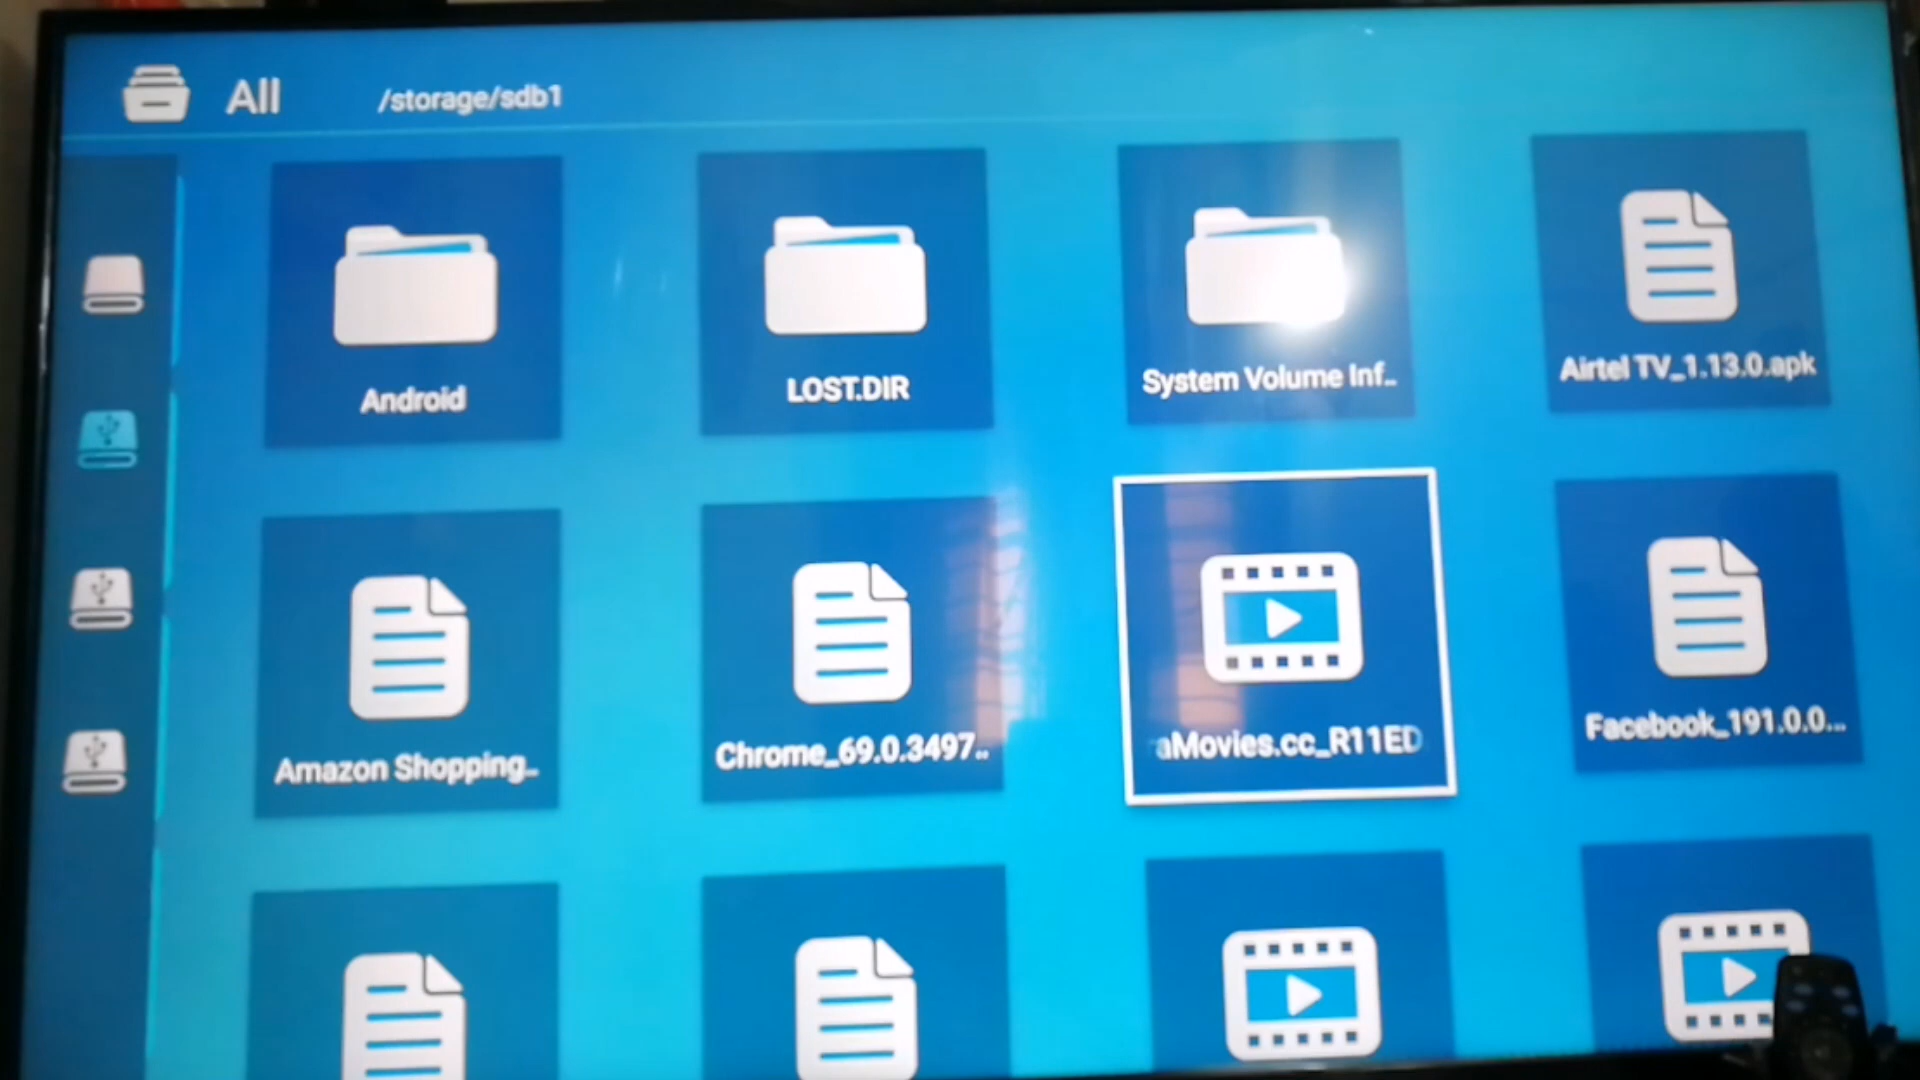 All
/storage/sdb1
Android
LOST.DIR
System Volume Inf..
Airtel TV_1.13.0.apk
Amazon Shopping_
Chrome_69.0.3497..
aMovies.cc_R11ED
Facebook_191.0.0...